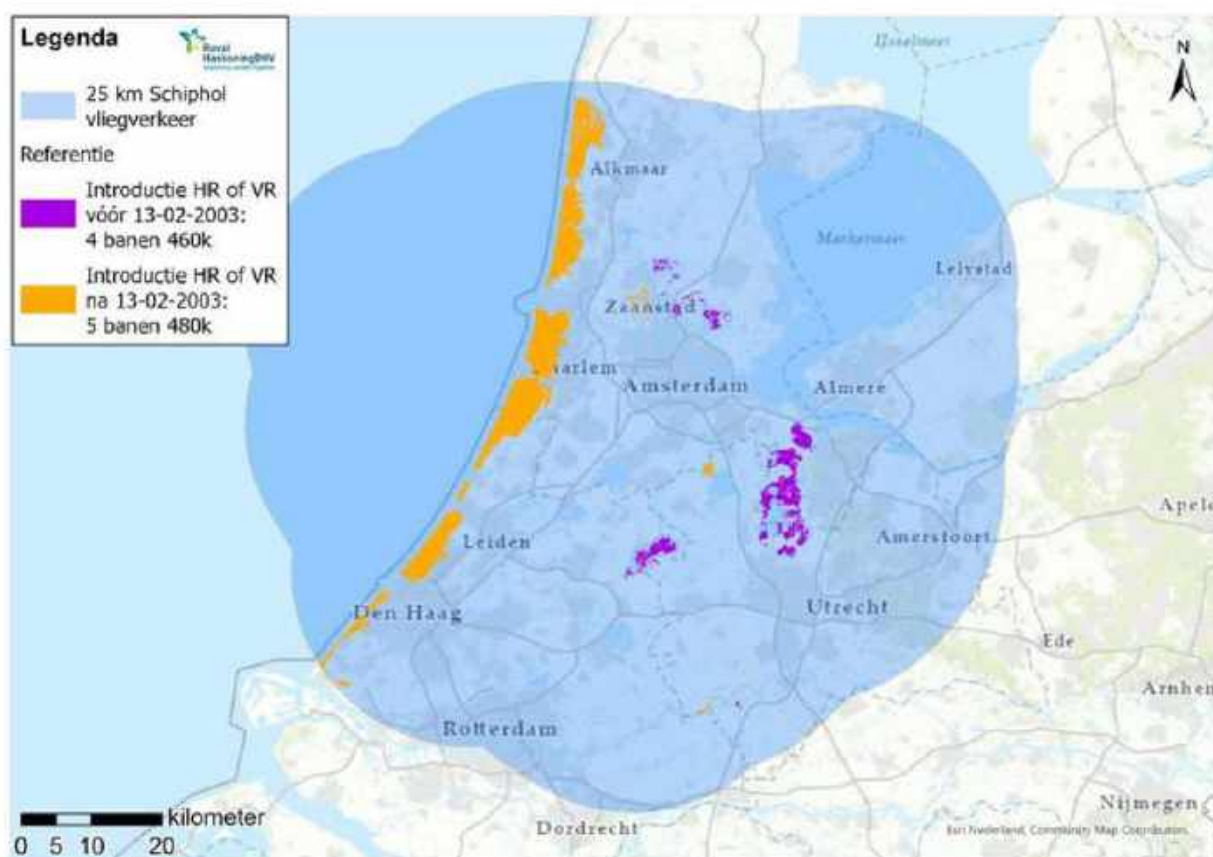 Legenda
Royal
HaskoningDHV
25 km Schiphol
vliegverkeer
Referentie
Introductie HR of VR
vóór 13-02-2003:
4 banen 460k
Introductie HR of VR
na 13-02-2003:
5 banen 480k
IJsselmeer
N
Alkmaar
Markermeer
Lelystad
Zaanstad
aarlem
Amsterdam
Almere
Apel
Leiden
Amersfoort
Den Haag
Utrecht
Ede
Arnhem
Rotterdam
Nijmegen
kilometer
Dordrecht
Esri Nederland, Community Map Contributors
0 5 10 20